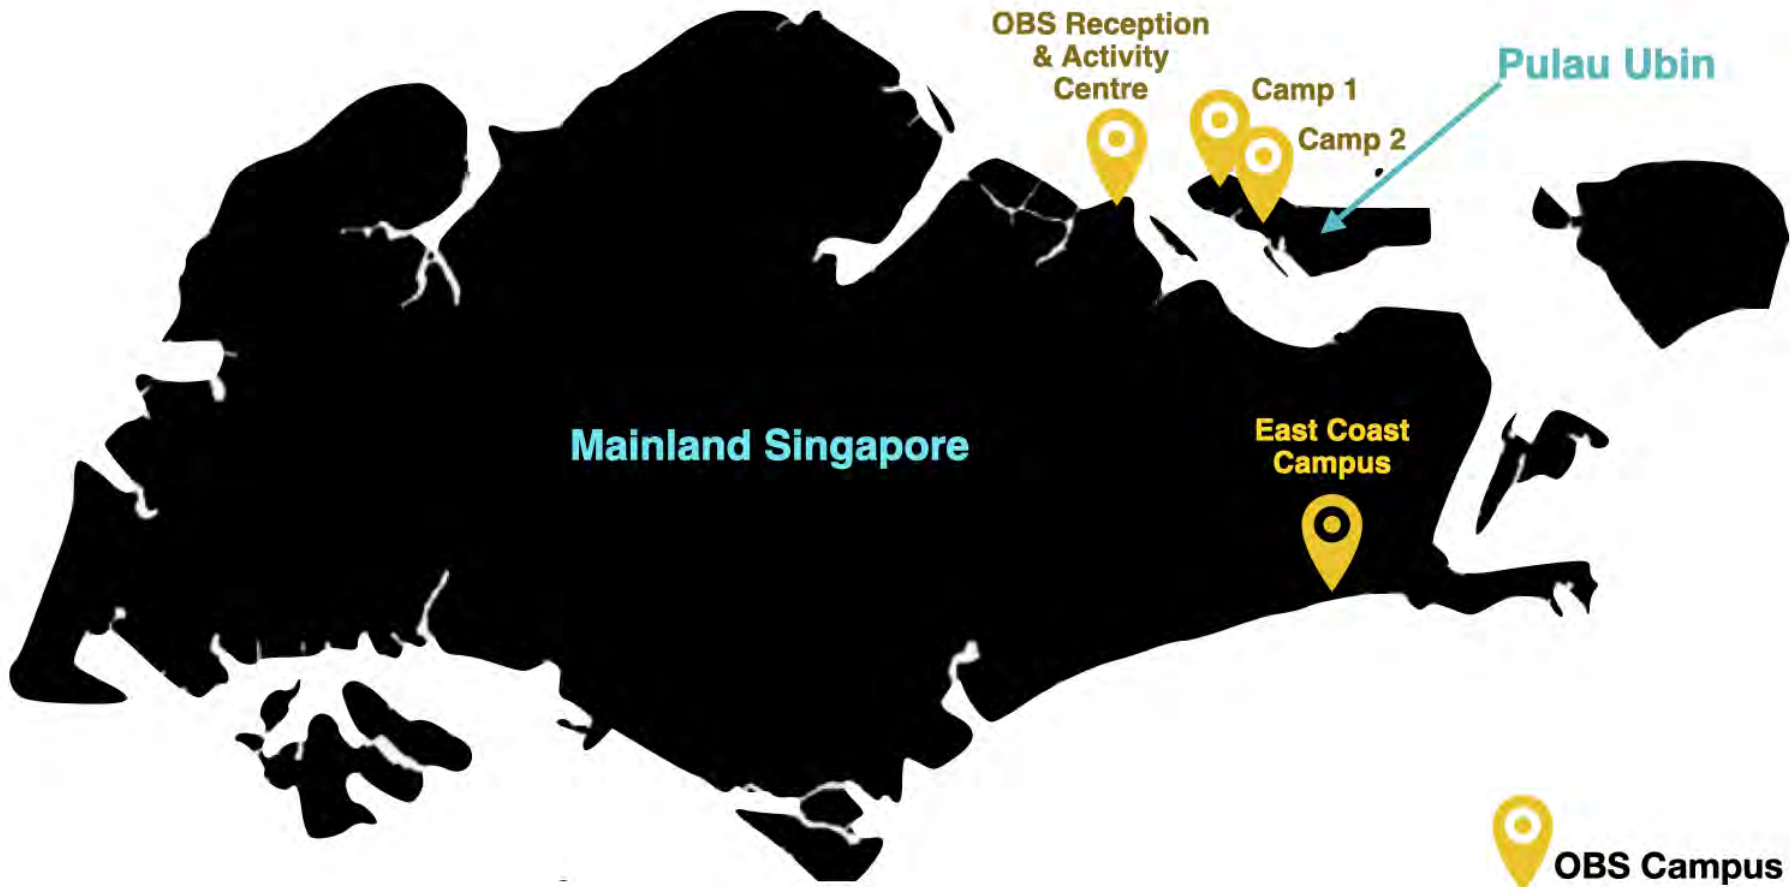 OBS Reception
& Activity
Centre
Camp 1
Camp 2
Pulau Ubin
Mainland Singapore
East Coast
Campus
OBS Campus